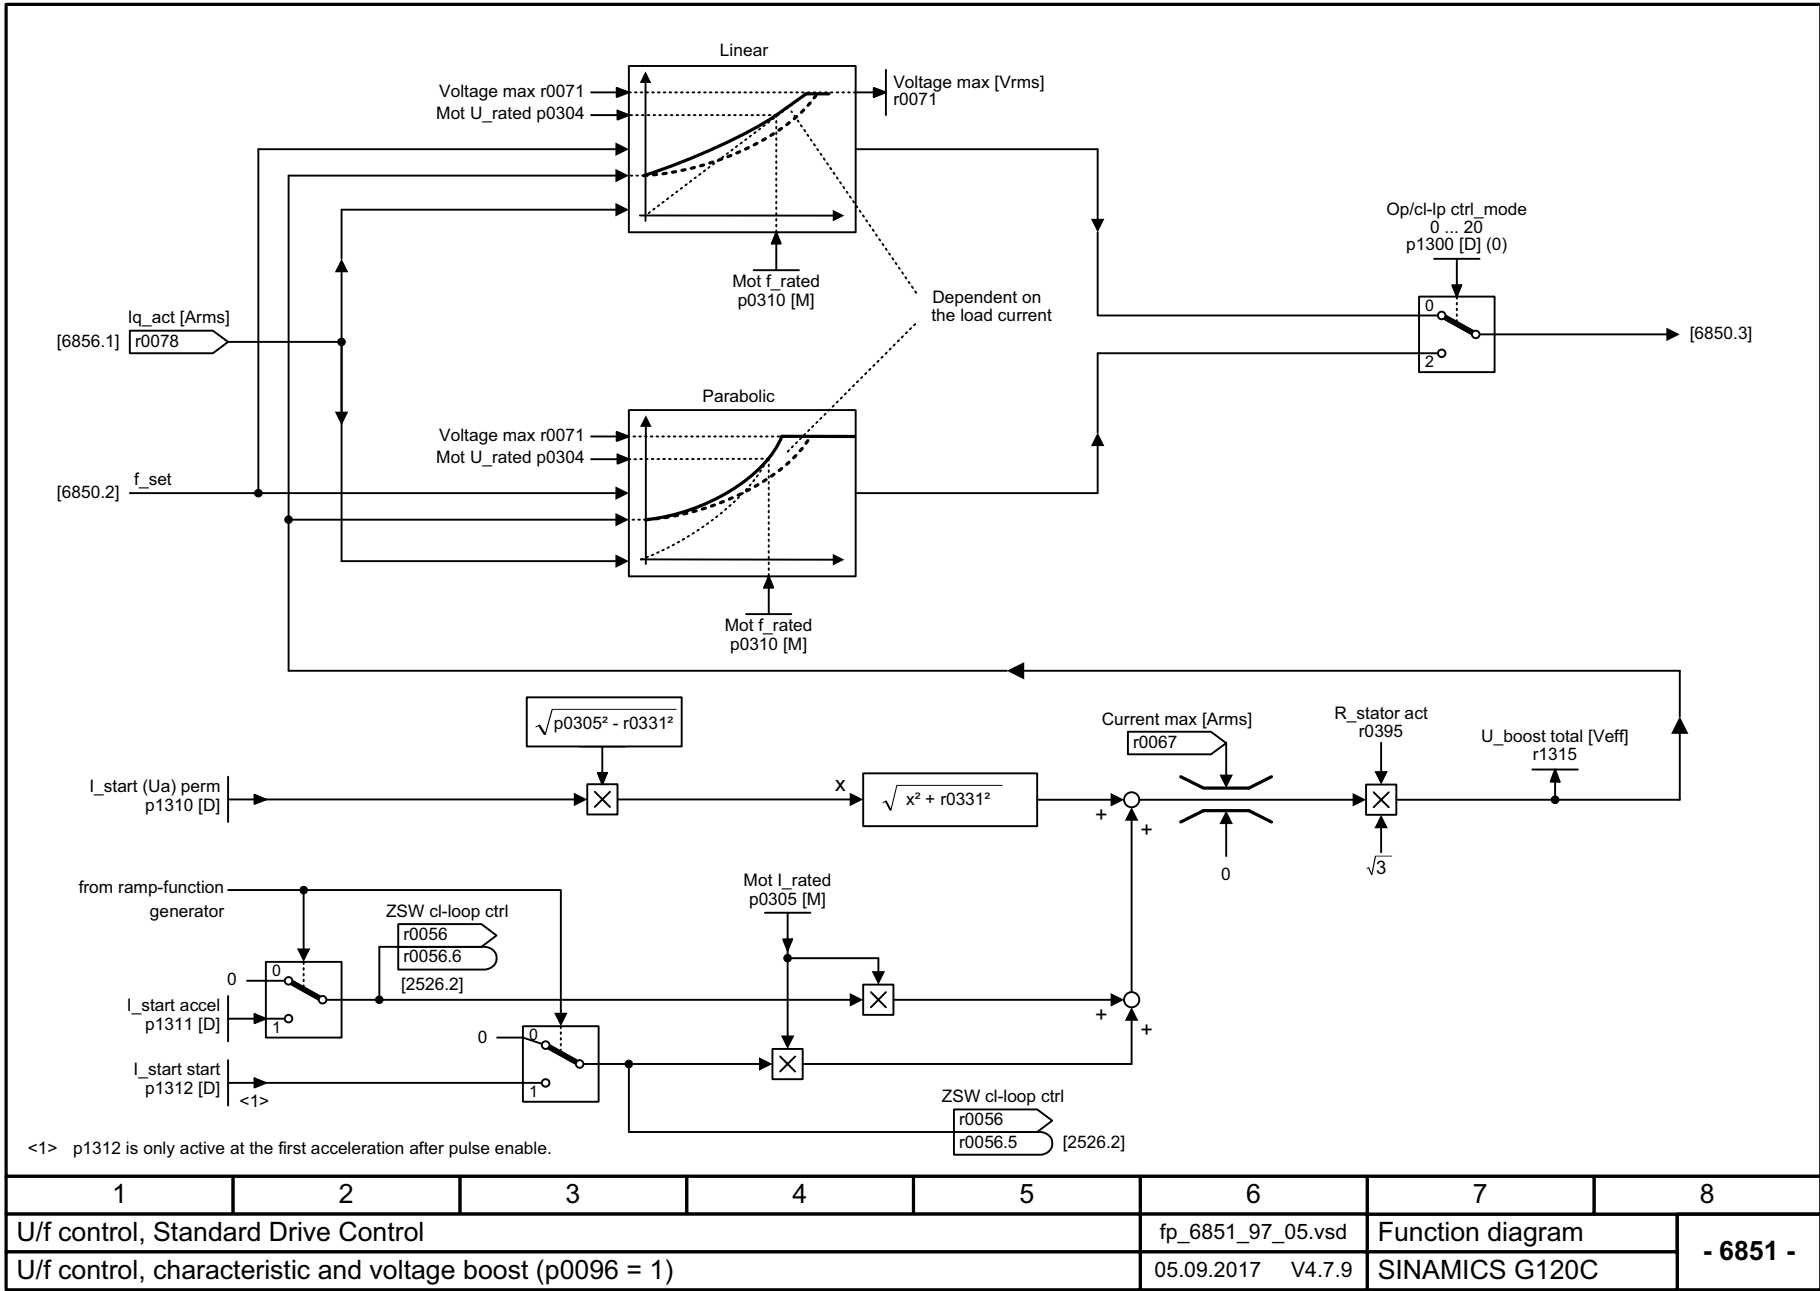 Linear
Voltage max r0071
Mot U_rated p0304
Voltage max [Vrms]
r0071
Mot f_rated
p0310 [M]
Dependent on
the load current
Op/cl-lp ctrl_mode
0 ... 20
p1300 [D] (0)
0
2
[6850.3]
Iq_act [Arms]
[6856.1]
r0078
Parabolic
Voltage max r0071
Mot U_rated p0304
[6850.2]
f_set
Mot f_rated
p0310 [M]
√p0305² - r0331²
I_start (Ua) perm
p1310 [D]
×
x
√x² + r0331²
+
+
Current max [Arms]
r0067
0
R_stator act
r0395
×
√3
U_boost total [Veff]
r1315
from ramp-function
generator
ZSW cl-loop ctrl
r0056
r0056.6
[2526.2]
0
0
I_start accel
p1311 [D]
1
Mot I_rated
p0305 [M]
×
+
+
0
0
1
×
I_start start
p1312 [D]
<1>
ZSW cl-loop ctrl
r0056
r0056.5
[2526.2]
<1> p1312 is only active at the first acceleration after pulse enable.
1 2 3 4 5 6 7 8
U/f control, Standard Drive Control
fp_6851_97_05.vsd
Function diagram
- 6851 -
U/f control, characteristic and voltage boost (p0096 = 1)
05.09.2017 V4.7.9
SINAMICS G120C